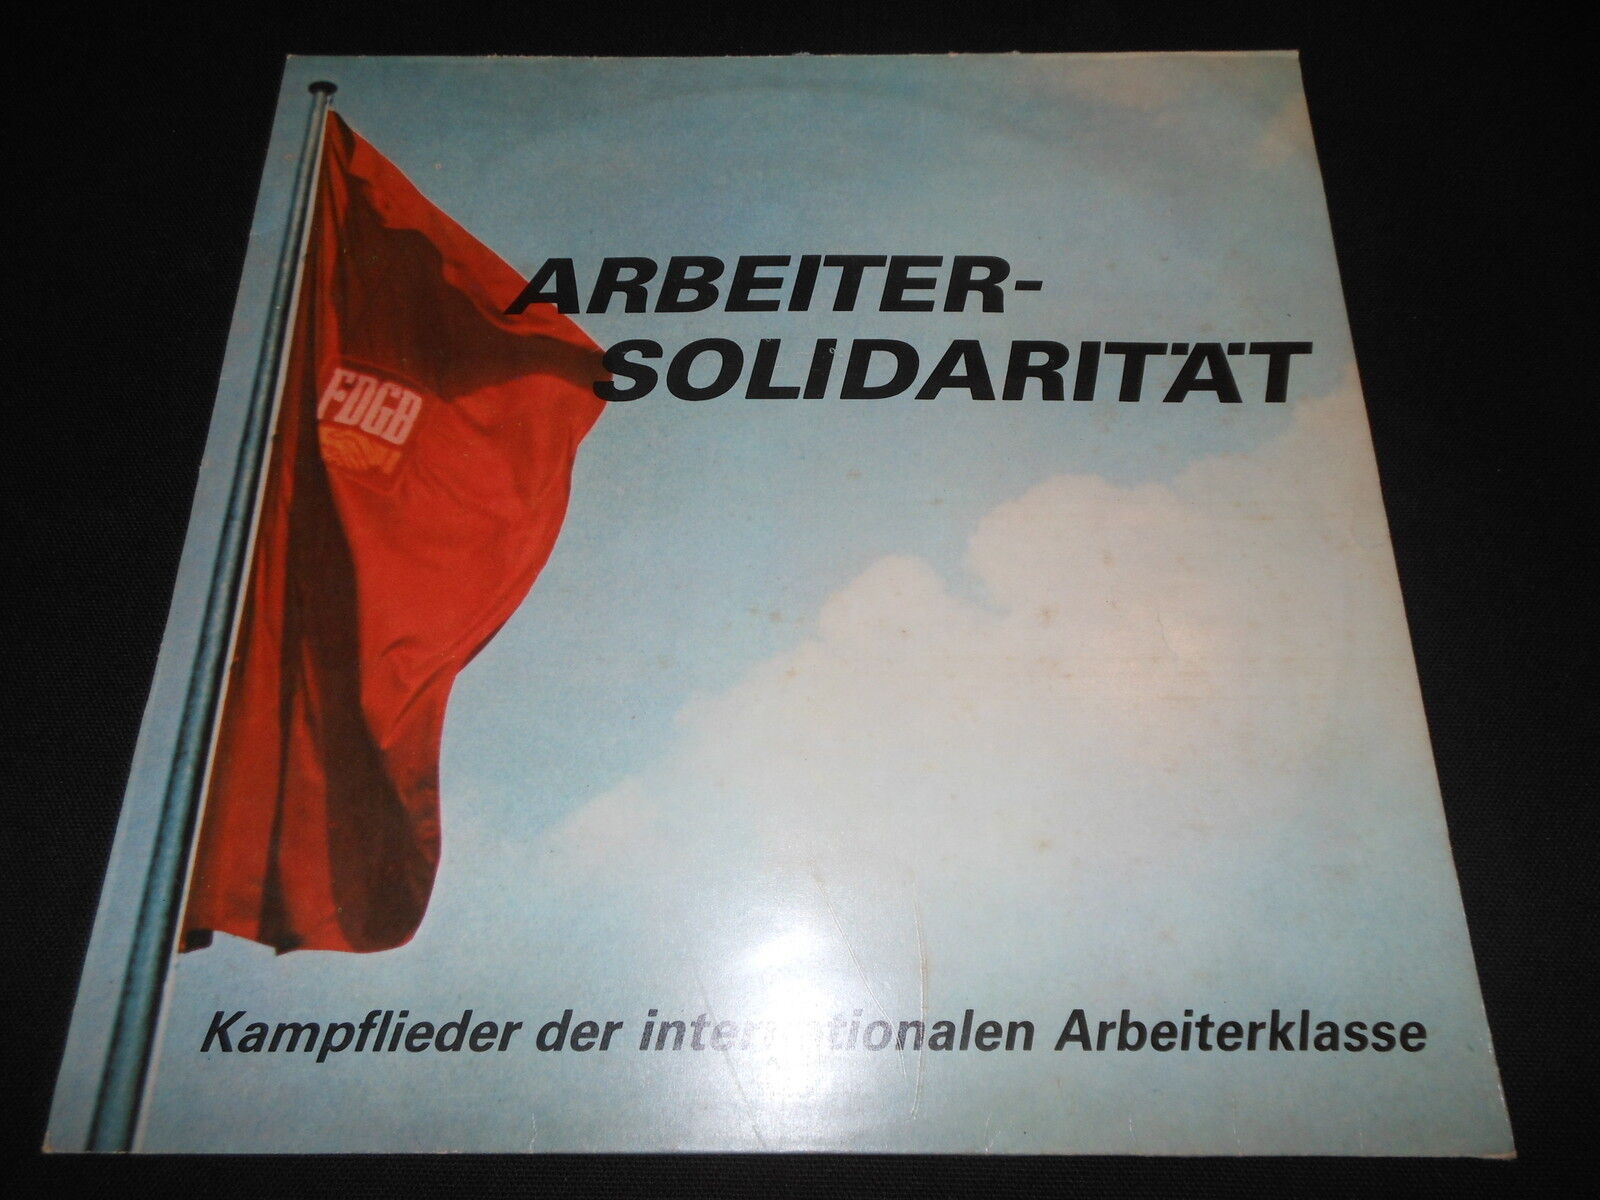 ARBEITER-
SOLIDARITÄT
FDGB
Kampflieder der internationalen Arbeiterklasse